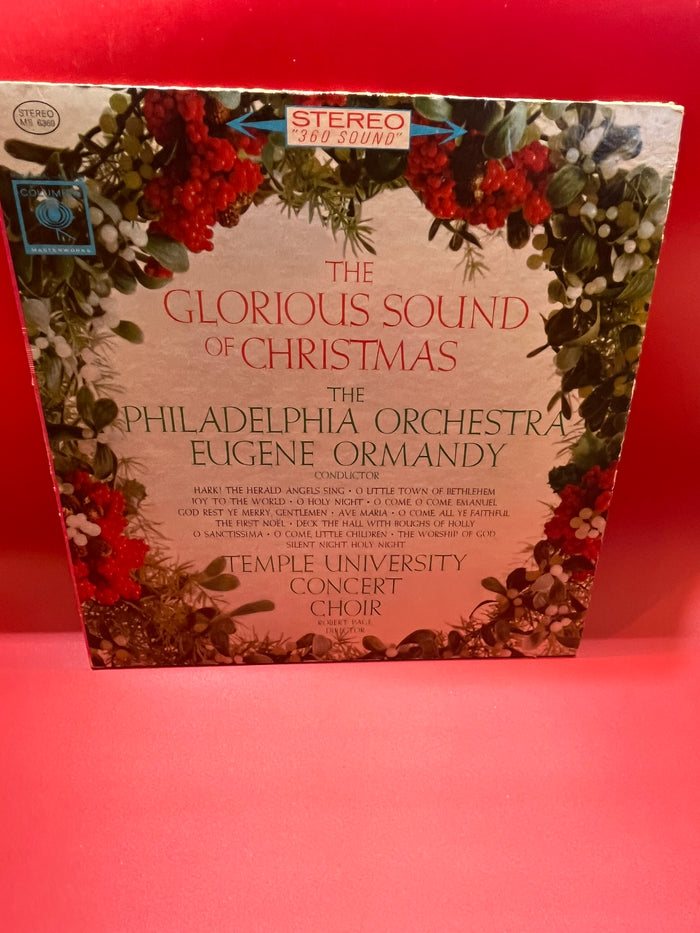 STEREO
MS 6369
STEREO
"360 SOUND"
COLUMBIA
MASTERWORKS
THE
GLORIOUS SOUND
OF CHRISTMAS
THE
PHILADELPHIA ORCHESTRA
EUGENE ORMANDY
CONDUCTOR
HARK! THE HERALD ANGELS SING • O LITTLE TOWN OF BETHLEHEM
JOY TO THE WORLD • O HOLY NIGHT • O COME, O COME, EMANUEL
GOD REST YE MERRY, GENTLEMEN • AVE MARIA • O COME ALL YE FAITHFUL
THE FIRST NOËL • DECK THE HALL WITH BOUGHS OF HOLLY
O SANCTISSIMA • O COME, LITTLE CHILDREN • THE WORSHIP OF GOD
SILENT NIGHT, HOLY NIGHT
TEMPLE UNIVERSITY
CONCERT
CHOIR
ROBERT PAGE
DIRECTOR